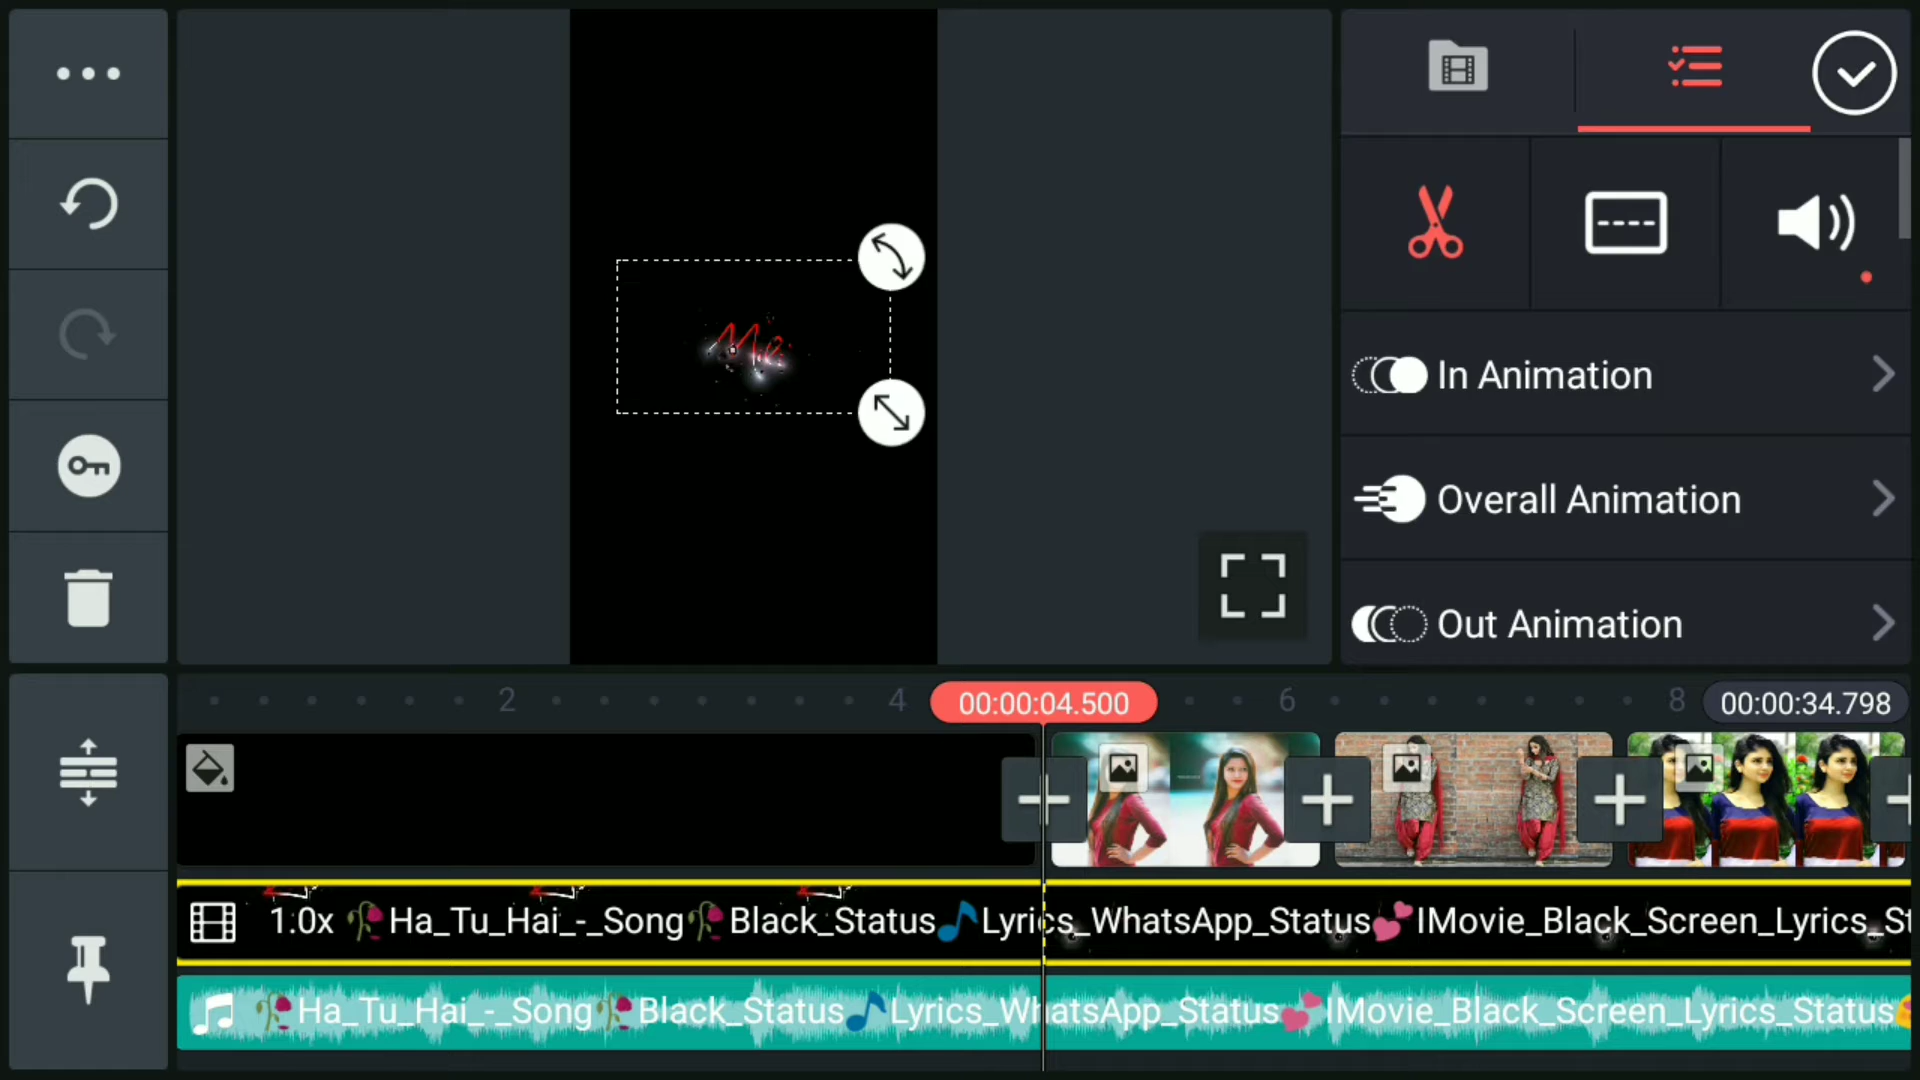 Me
In Animation
Overall Animation
Out Animation
2
4
00:00:04.500
6
8
00:00:34.798
1.0x 🥀Ha_Tu_Hai_-_Song🥀Black_Status🎵Lyrics_WhatsApp_Status💕IMovie_Black_Screen_Lyrics_St
🥀Ha_Tu_Hai_-_Song🥀Black_Status🎵Lyrics_WhatsApp_Status💕IMovie_Black_Screen_Lyrics_Status